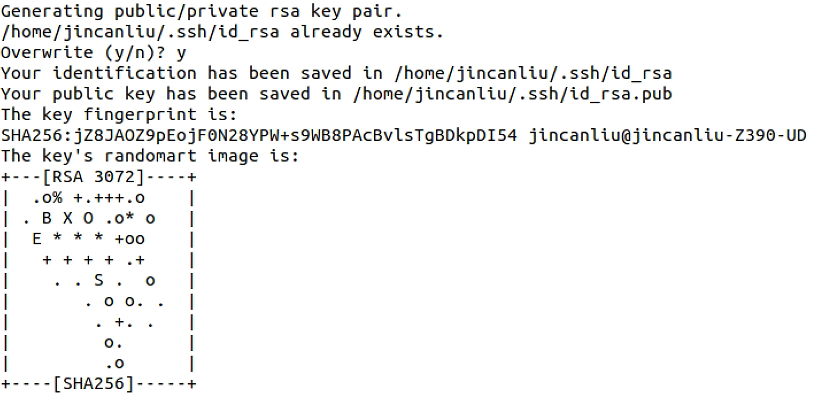 Generating public/private rsa key pair.
/home/jincanliu/.ssh/id_rsa already exists.
Overwrite (y/n)? y
Your identification has been saved in /home/jincanliu/.ssh/id_rsa
Your public key has been saved in /home/jincanliu/.ssh/id_rsa.pub
The key fingerprint is:
SHA256:jZ8JAOZ9pEojF0N28YPW+s9WB8PAcBvlsTgBDkpDI54 jincanliu@jincanliu-Z390-UD
The key's randomart image is:
+---[RSA 3072]----+
|  .o% +.+++.o    |
| . B X O .o* o   |
|  E * * * +oo    |
|   + + + + .+    |
|    . . S .  o   |
|       . o o. .  |
|        . +. .   |
|         o.      |
|         .o      |
+----[SHA256]-----+